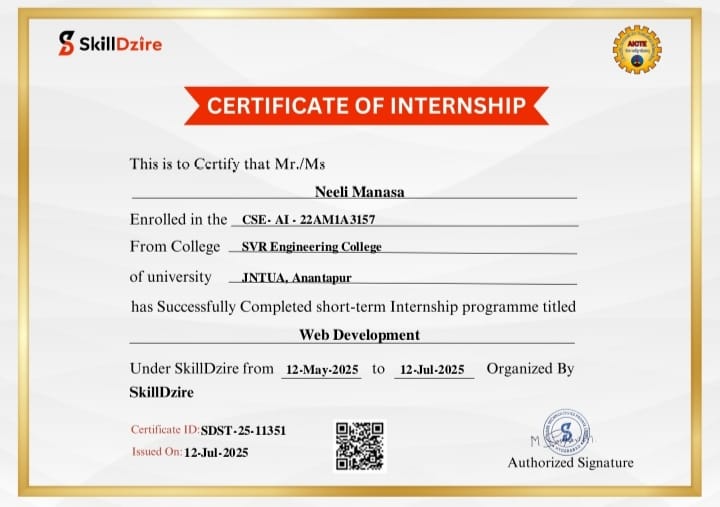 SkillDzire
AICTE
CERTIFICATE OF INTERNSHIP
This is to Certify that Mr./Ms
Neeli Manasa
Enrolled in the CSE- AI - 22AM1A3157
From College SVR Engineering College
of university JNTUA, Anantapur
has Successfully Completed short-term Internship programme titled
Web Development
Under SkillDzire from 12-May-2025 to 12-Jul-2025 Organized By
SkillDzire
Certificate ID: SDST-25-11351
Issued On: 12-Jul-2025
Authorized Signature